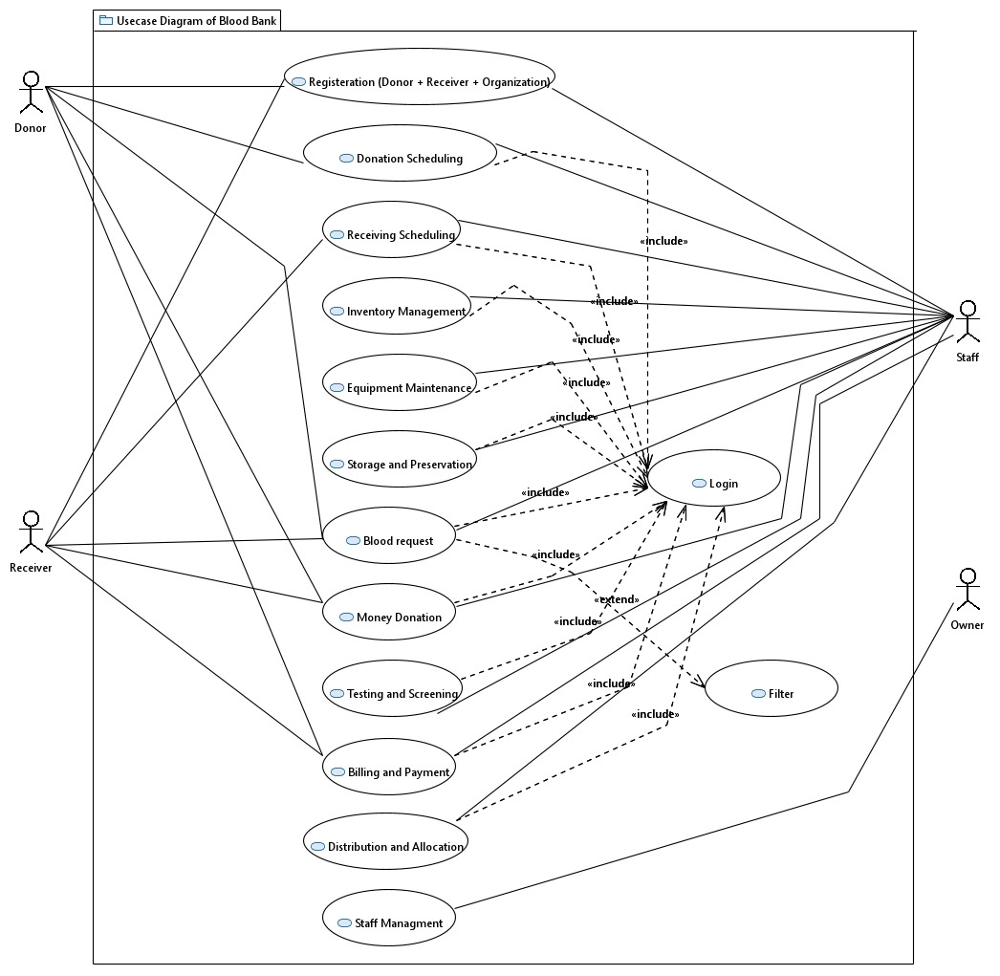 Usecase Diagram of Blood Bank
Registeration (Donor + Receiver + Organization)
Donor
Donation Scheduling
Receiving Scheduling
«include»
Inventory Management
«include»
«include»
Staff
Equipment Maintenance
«include»
«include»
Storage and Preservation
Login
«include»
Blood request
«include»
Receiver
«extend»
Money Donation
«include»
Owner
Testing and Screening
«include»
Filter
«include»
Billing and Payment
Distribution and Allocation
Staff Managment